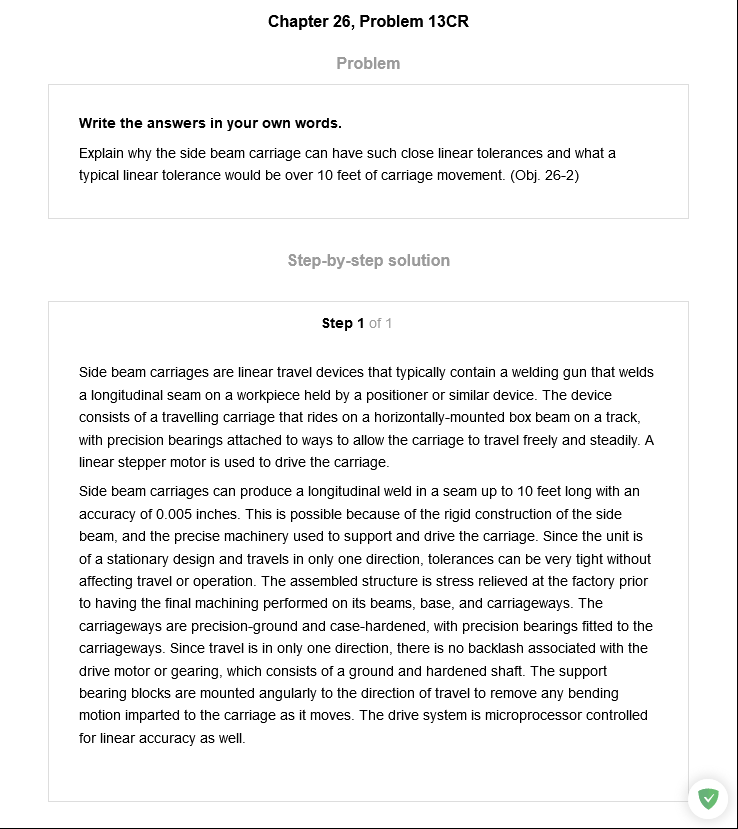 Chapter 26, Problem 13CR
Problem
Write the answers in your own words.
Explain why the side beam carriage can have such close linear tolerances and what a
typical linear tolerance would be over 10 feet of carriage movement. (Obj. 26-2)
Step-by-step solution
Step 1 of 1
Side beam carriages are linear travel devices that typically contain a welding gun that welds
a longitudinal seam on a workpiece held by a positioner or similar device. The device
consists of a travelling carriage that rides on a horizontally-mounted box beam on a track,
with precision bearings attached to ways to allow the carriage to travel freely and steadily. A
linear stepper motor is used to drive the carriage.
Side beam carriages can produce a longitudinal weld in a seam up to 10 feet long with an
accuracy of 0.005 inches. This is possible because of the rigid construction of the side
beam, and the precise machinery used to support and drive the carriage. Since the unit is
of a stationary design and travels in only one direction, tolerances can be very tight without
affecting travel or operation. The assembled structure is stress relieved at the factory prior
to having the final machining performed on its beams, base, and carriageways. The
carriageways are precision-ground and case-hardened, with precision bearings fitted to the
carriageways. Since travel is in only one direction, there is no backlash associated with the
drive motor or gearing, which consists of a ground and hardened shaft. The support
bearing blocks are mounted angularly to the direction of travel to remove any bending
motion imparted to the carriage as it moves. The drive system is microprocessor controlled
for linear accuracy as well.